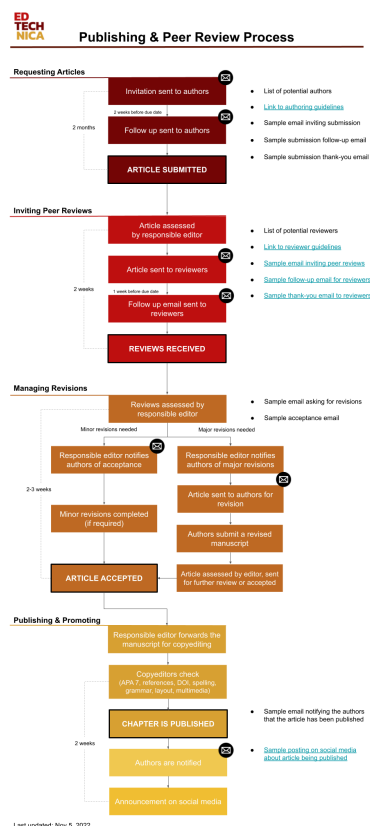 ED
TECH
NICA
Publishing & Peer Review Process
Requesting Articles
Invitation sent to authors
2 weeks before due date
2 months
Follow up sent to authors
ARTICLE SUBMITTED
List of potential authors
Link to authoring guidelines
Sample email inviting submission
Sample submission follow-up email
Sample submission thank-you email
Inviting Peer Reviews
Article assessed
by responsible editor
Article sent to reviewers
2 weeks
1 week before due date
Follow up email sent to
reviewers
REVIEWS RECEIVED
List of potential reviewers
Link to reviewer guidelines
Sample email inviting peer reviews
Sample follow-up email for reviewers
Sample thank-you email to reviewers
Managing Revisions
Reviews assessed by
responsible editor
Sample email asking for revisions
Sample acceptance email
Minor revisions needed
Major revisions needed
Responsible editor notifies
authors of acceptance
Responsible editor notifies
authors of major revisions
2-3 weeks
Article sent to authors for
revision
Minor revisions completed
(if required)
Authors submit a revised
manuscript
ARTICLE ACCEPTED
Article assessed by editor, sent
for further review or accepted
Publishing & Promoting
Responsible editor forwards the
manuscript for copyediting
Copyeditors check
(APA 7, references, DOI, spelling,
grammar, layout, multimedia)
CHAPTER IS PUBLISHED
2 weeks
Authors are notified
Announcement on social media
Sample email notifying the authors
that the article has been published
Sample posting on social media
about article being published
Last updated: Nov 5, 2022